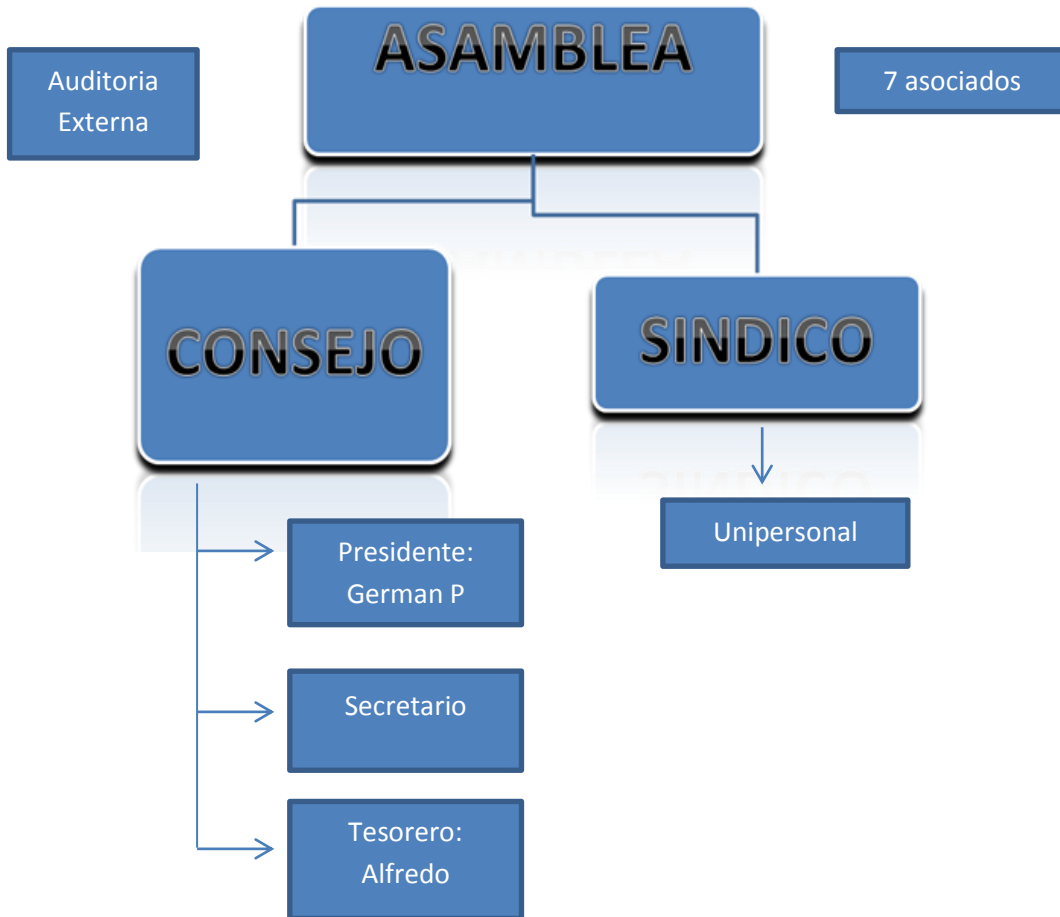 ASAMBLEA
Auditoria
Externa
7 asociados
CONSEJO
SINDICO
Unipersonal
Presidente:
German P
Secretario
Tesorero:
Alfredo